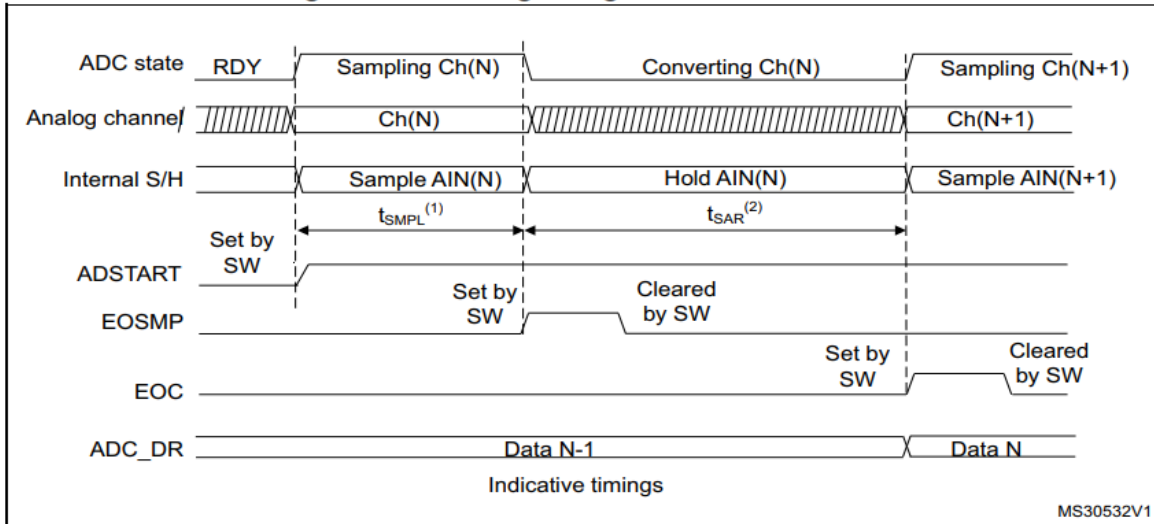 ADC state RDY Sampling Ch(N) Converting Ch(N) Sampling Ch(N+1)
Analog channel Ch(N) Ch(N+1)
Internal S/H Sample AIN(N) Hold AIN(N) Sample AIN(N+1)
tSMPL(1) tSAR(2)
Set by
SW
ADSTART
Set by
SW
Cleared
by SW
EOSMP
Set by
SW
Cleared
by SW
EOC
ADC_DR Data N-1 Data N
Indicative timings
MS30532V1